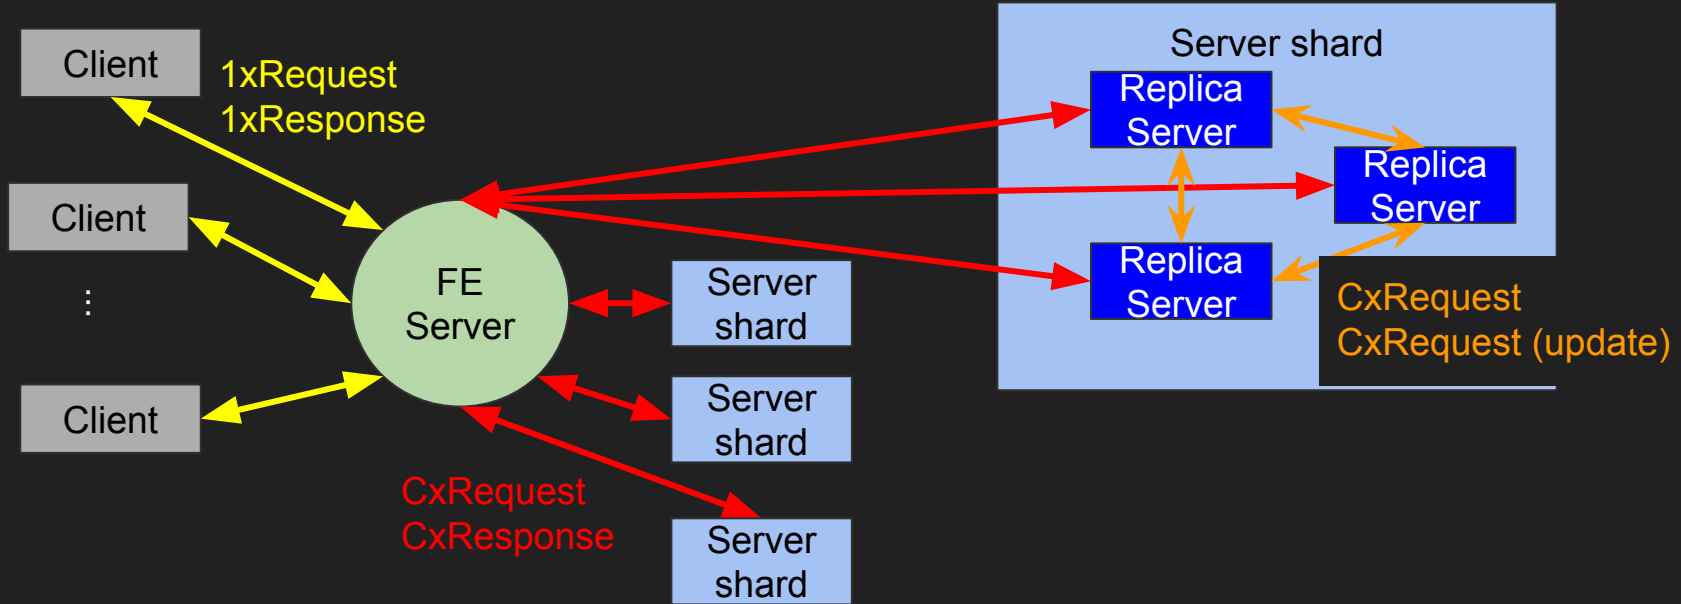 Client
1xRequest
1xResponse
Client
⋮
Client
FE
Server
CxRequest
CxResponse
Server
shard
Server
shard
Server
shard
Server shard
Replica
Server
Replica
Server
Replica
Server
CxRequest
CxRequest (update)